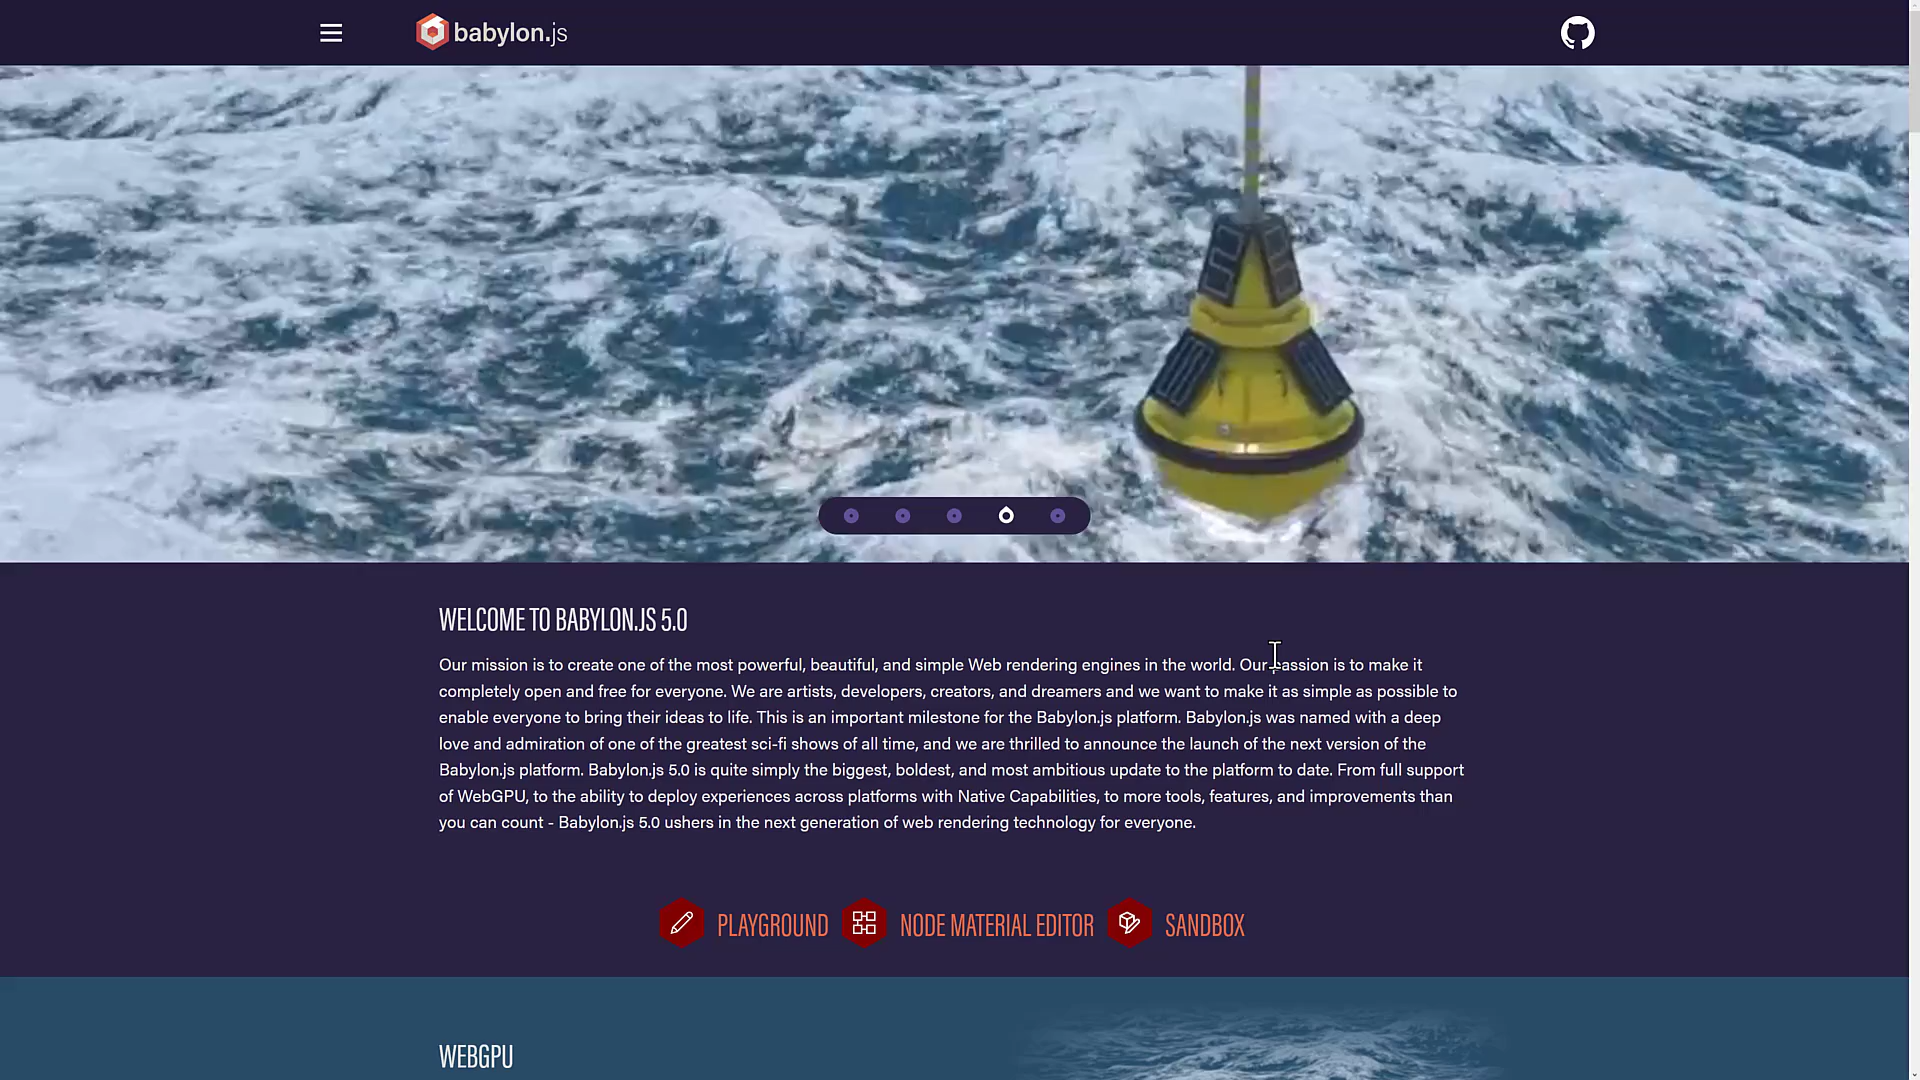 babylon.js
WELCOME TO BABYLON.JS 5.0
Our mission is to create one of the most powerful, beautiful, and simple Web rendering engines in the world. Our passion is to make it
completely open and free for everyone. We are artists, developers, creators, and dreamers and we want to make it as simple as possible to
enable everyone to bring their ideas to life. This is an important milestone for the Babylon.js platform. Babylon.js was named with a deep
love and admiration of one of the greatest sci-fi shows of all time, and we are thrilled to announce the launch of the next version of the
Babylon.js platform. Babylon.js 5.0 is quite simply the biggest, boldest, and most ambitious update to the platform to date. From full support
of WebGPU, to the ability to deploy experiences across platforms with Native Capabilities, to more tools, features, and improvements than
you can count - Babylon.js 5.0 ushers in the next generation of web rendering technology for everyone.
PLAYGROUND NODE MATERIAL EDITOR SANDBOX
WEBGPU